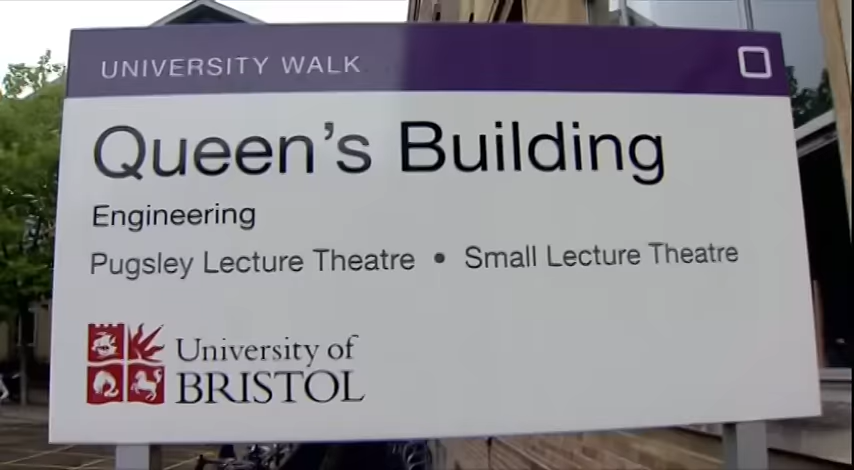 UNIVERSITY WALK
Queen's Building
Engineering
Pugsley Lecture Theatre • Small Lecture Theatre
University of
BRISTOL